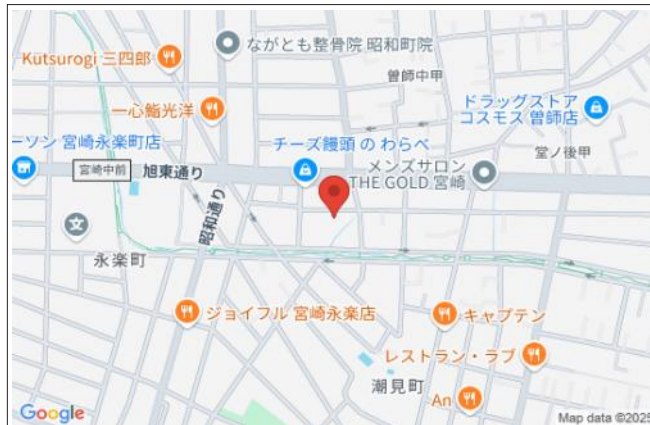 Kutsurogi 三四郎
ながとも整骨院 昭和町院
曽師中甲
一心鮨光洋
ドラッグストア
コスモス 曽師店
ーソン 宮崎永楽町店
チーズ饅頭 の わらべ
堂ノ後甲
宮崎中前
旭東通り
メンズサロン
THE GOLD 宮崎
昭和通り
永楽町
ジョイフル 宮崎永楽店
キャプテン
レストラン・ラブ
潮見町
An
Google
Map data ©2025